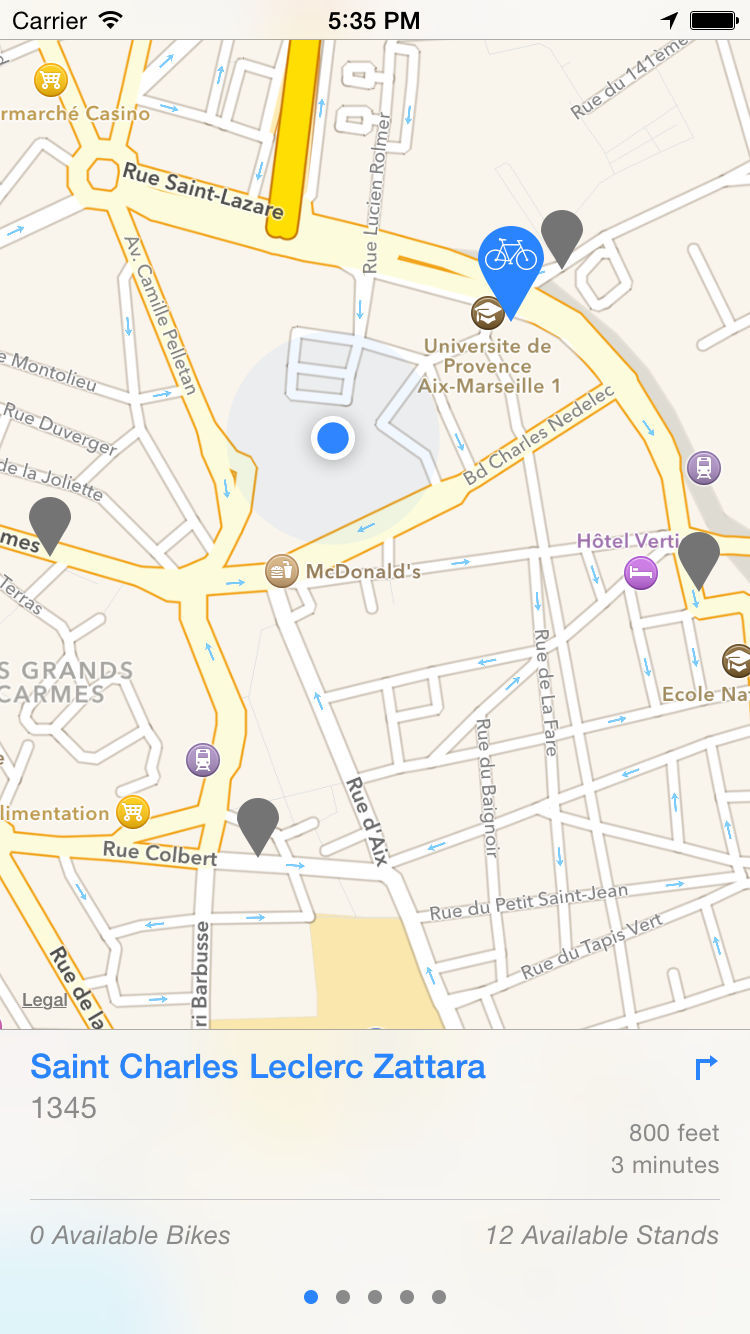 Carrier 5:35 PM
Rue du 141ème
rmarché Casino
Rue Saint-Lazare
Rue Lucien Rolmer
Av. Camille Pelletan
Universite de
Provence
Aix-Marseille 1
e Montolieu
Rue Duverger
de la Joliette
Bd Charles Nedelec
mes
Hôtel Verti
McDonald's
Terras
S GRANDS
CARMES
Rue de La Fare
Ecole Na
Rue du Baignoir
limentation
Rue d'Aix
Rue Colbert
Rue du Petit Saint-Jean
Rue du Tapis Vert
ri Barbusse
Rue de la
Legal
Saint Charles Leclerc Zattara
1345
800 feet
3 minutes
0 Available Bikes 12 Available Stands